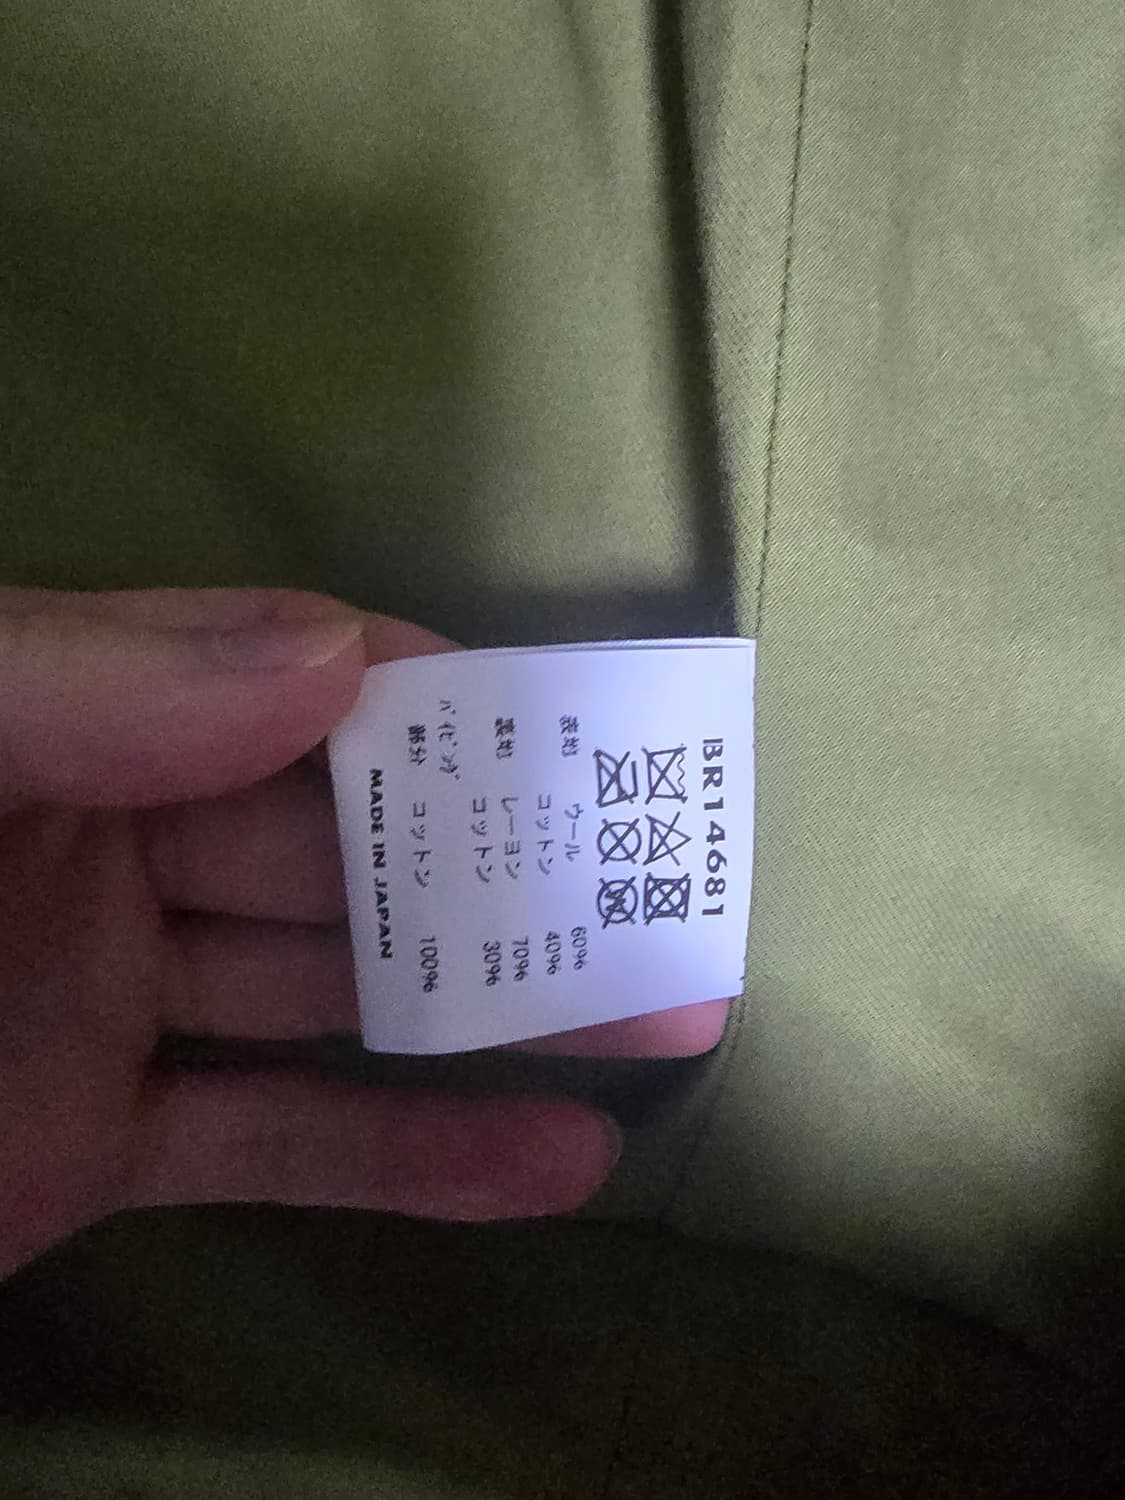 BR14681
表地 ウール 60%
コットン 40%
裏地 レーヨン 70%
コットン 30%
パイピング
部分 コットン 100%
MADE IN JAPAN